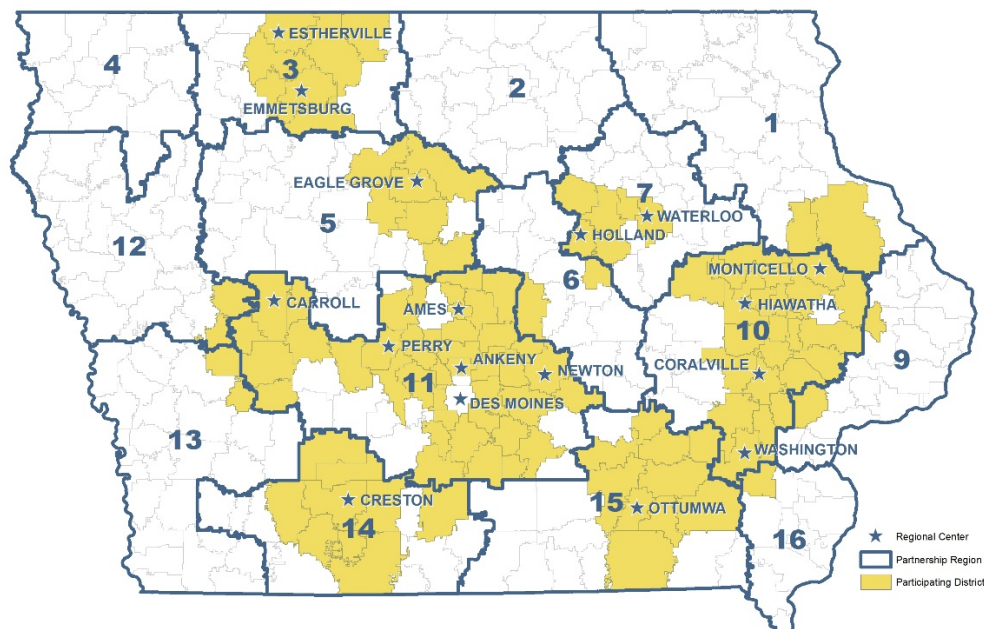 ESTHERVILLE
4
3
2
EMMETSBURG
1
EAGLE GROVE
7
5
WATERLOO
HOLLAND
12
6
MONTICELLO
CARROLL
HIAWATHA
AMES
10
PERRY
ANKENY
9
CORALVILLE
11
NEWTON
DES MOINES
13
WASHINGTON
CRESTON
15
OTTUMWA
14
16
Regional Center
Partnership Region
Participating District